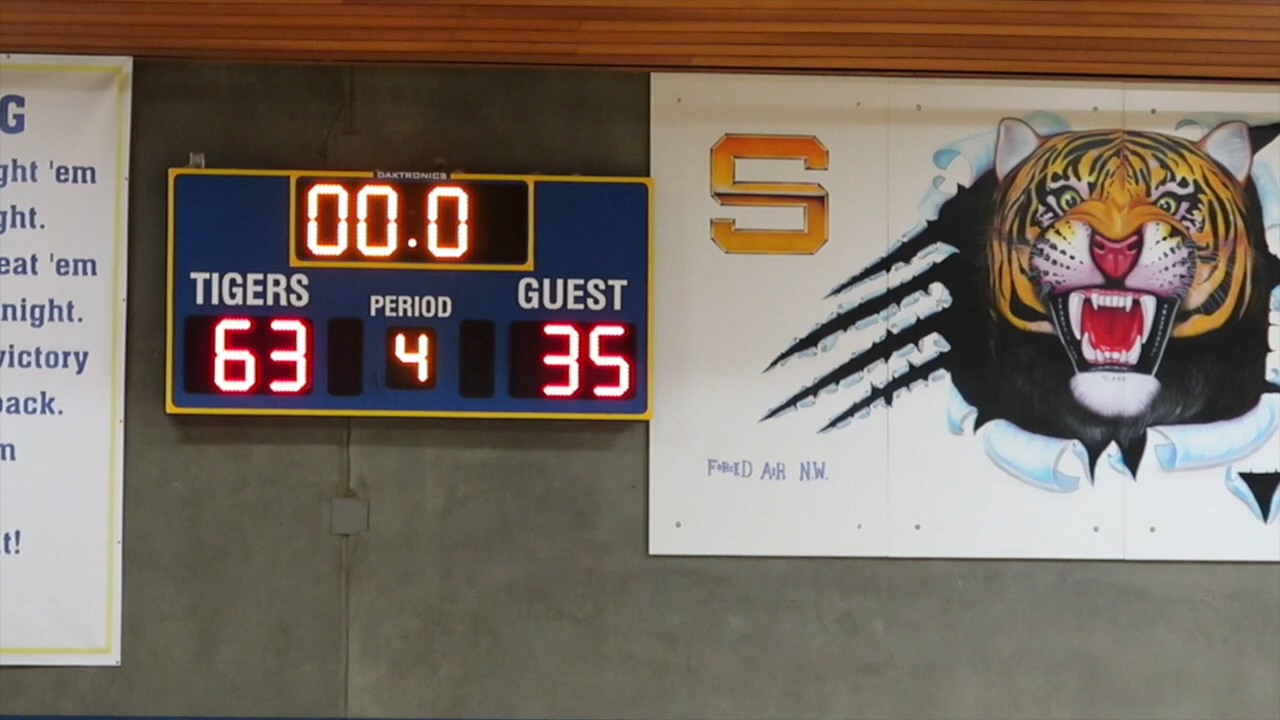 G
ght 'em
ght.
eat 'em
night.
victory
back.
m
t!
DAKTRONICS
00.0
TIGERS
PERIOD
GUEST
63
4
35
S
FORCED AIR N.W.